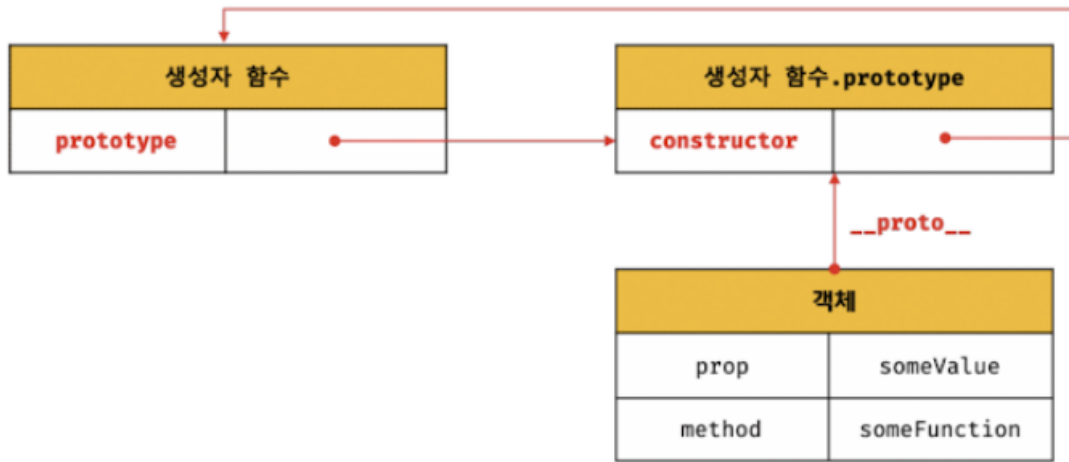 생성자 함수
생성자 함수.prototype
prototype
constructor
__proto__
객체
prop
someValue
method
someFunction